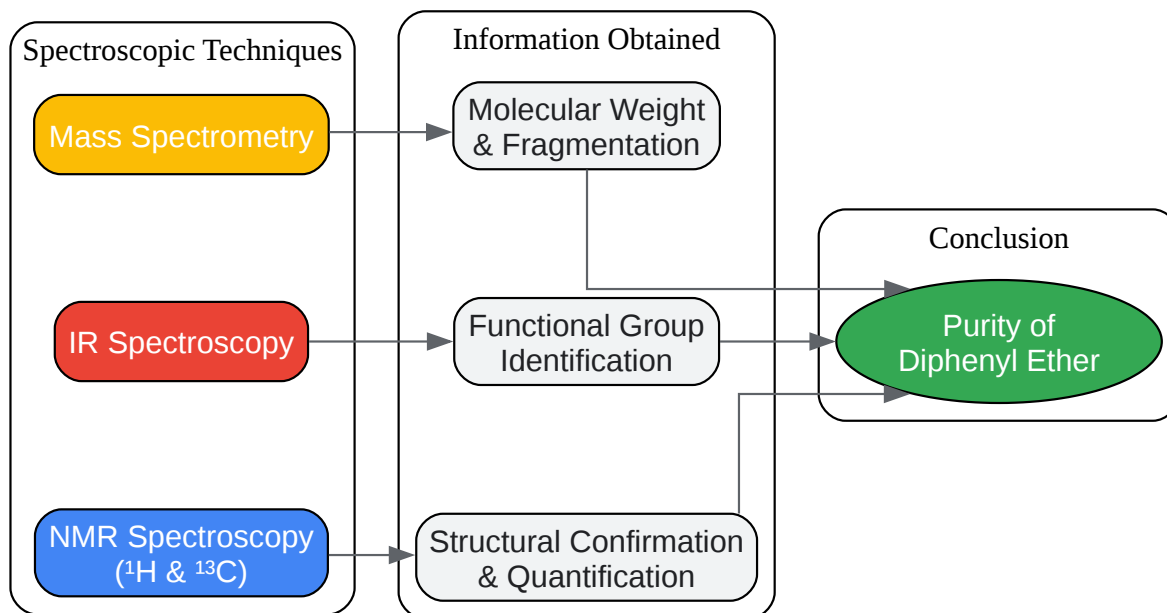 Spectroscopic Techniques
Mass Spectrometry
IR Spectroscopy
NMR Spectroscopy
(¹H & ¹³C)
Information Obtained
Molecular Weight
& Fragmentation
Functional Group
Identification
Structural Confirmation
& Quantification
Conclusion
Purity of
Diphenyl Ether